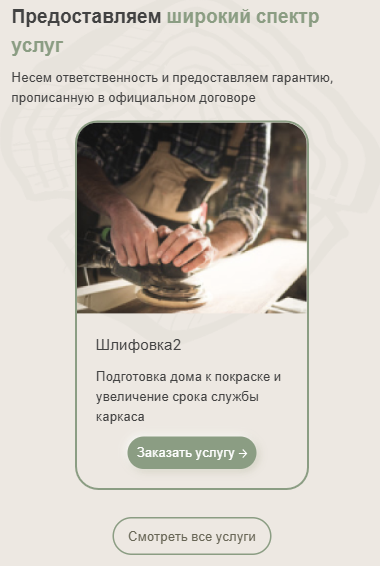 Предоставляем широкий спектр
услуг
Несем ответственность и предоставляем гарантию,
прописанную в официальном договоре
Шлифовка2
Подготовка дома к покраске и
увеличение срока службы
каркаса
Заказать услугу →
Смотреть все услуги